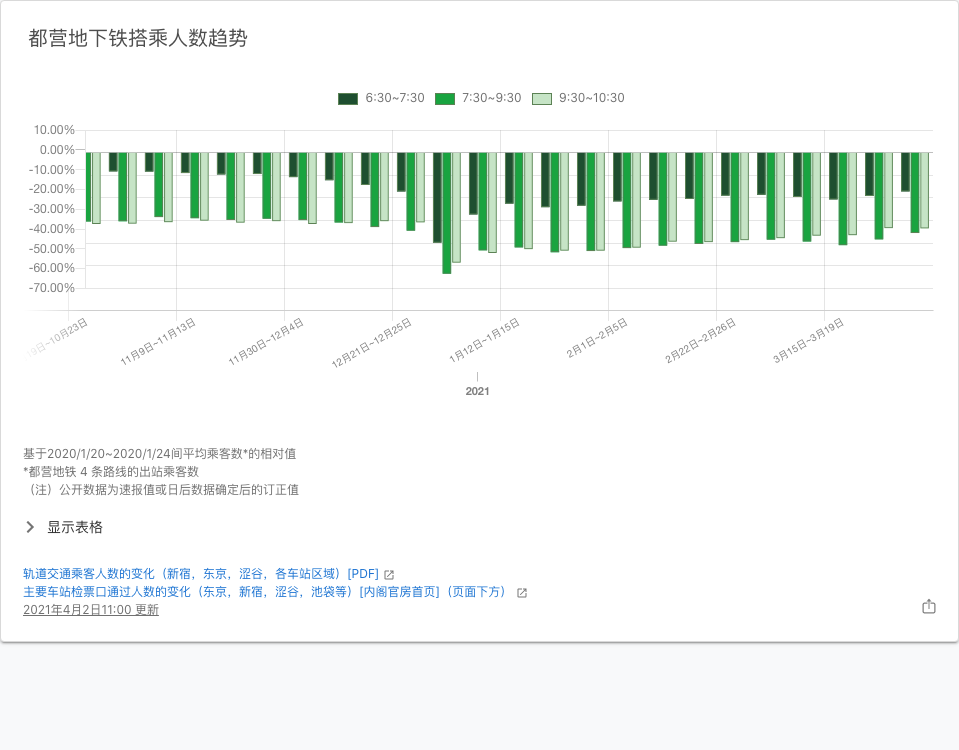 都营地下铁搭乘人数趋势
6:30~7:30 7:30~9:30 9:30~10:30
10.00%
0.00%
-10.00%
-20.00%
-30.00%
-40.00%
-50.00%
-60.00%
-70.00%
9日~10月23日
11月9日~11月13日
11月30日~12月4日
12月21日~12月25日
1月12日~1月15日
2月1日~2月5日
2月22日~2月26日
3月15日~3月19日
2021
基于2020/1/20~2020/1/24间平均乘客数*的相对值
*都营地铁 4 条路线的出站乘客数
（注）公开数据为速报值或日后数据确定后的订正值
显示表格
轨道交通乘客人数的变化（新宿，东京，涩谷，各车站区域）[PDF]
主要车站检票口通过人数的变化（东京，新宿，涩谷，池袋等）[内阁官房首页]（页面下方）
2021年4月2日11:00 更新